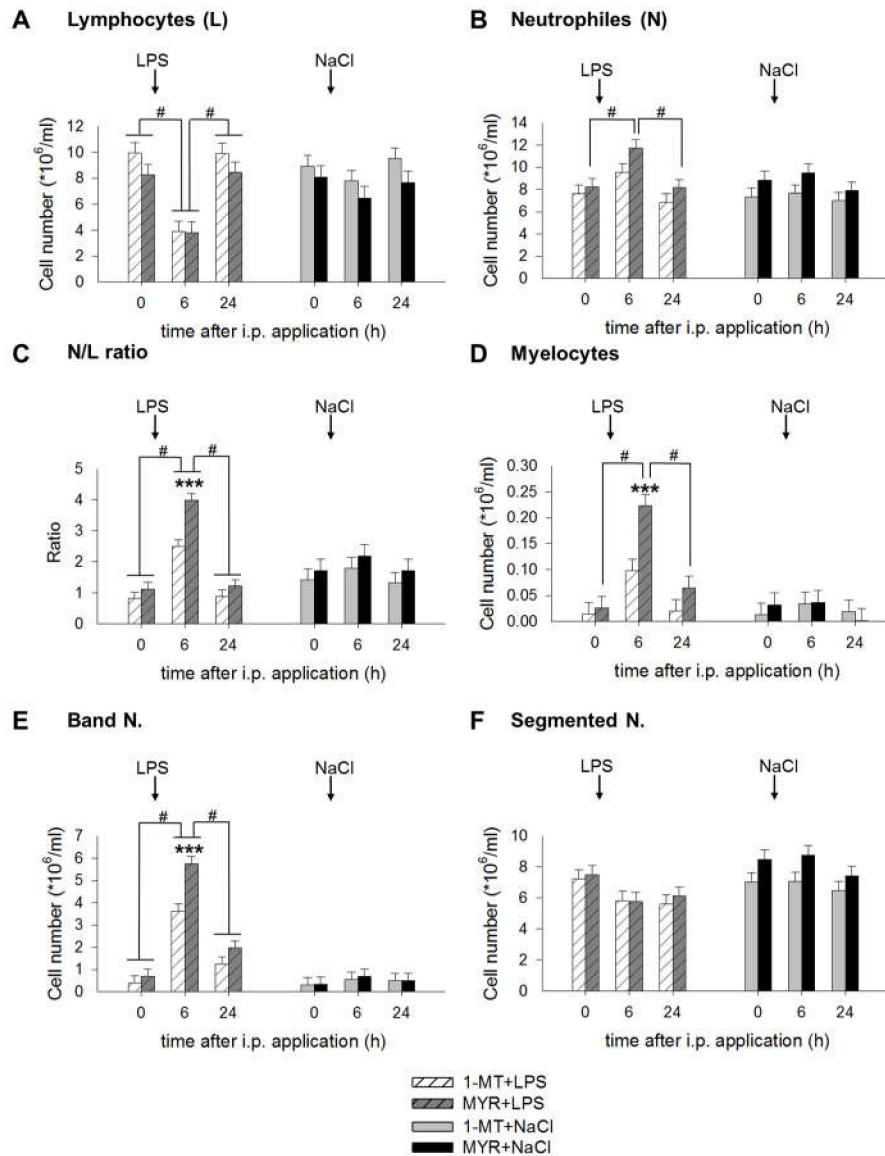 A Lymphocytes (L)
LPS
NaCl
# #
Cell number (*10⁶/ml)
12
10
8
6
4
2
0
0 6 24 0 6 24
time after i.p. application (h)
B Neutrophiles (N)
LPS
NaCl
# #
Cell number (*10⁶/ml)
14
12
10
8
6
4
2
0
0 6 24 0 6 24
time after i.p. application (h)
C N/L ratio
LPS
NaCl
# #
***
Ratio
5
4
3
2
1
0
0 6 24 0 6 24
time after i.p. application (h)
D Myelocytes
LPS
NaCl
# #
***
Cell number (*10⁶/ml)
0.30
0.25
0.20
0.15
0.10
0.05
0.00
0 6 24 0 6 24
time after i.p. application (h)
E Band N.
LPS
NaCl
# #
***
Cell number (*10⁶/ml)
7
6
5
4
3
2
1
0
0 6 24 0 6 24
time after i.p. application (h)
F Segmented N.
LPS
NaCl
Cell number (*10⁶/ml)
10
8
6
4
2
0
0 6 24 0 6 24
time after i.p. application (h)
1-MT+LPS
MYR+LPS
1-MT+NaCl
MYR+NaCl